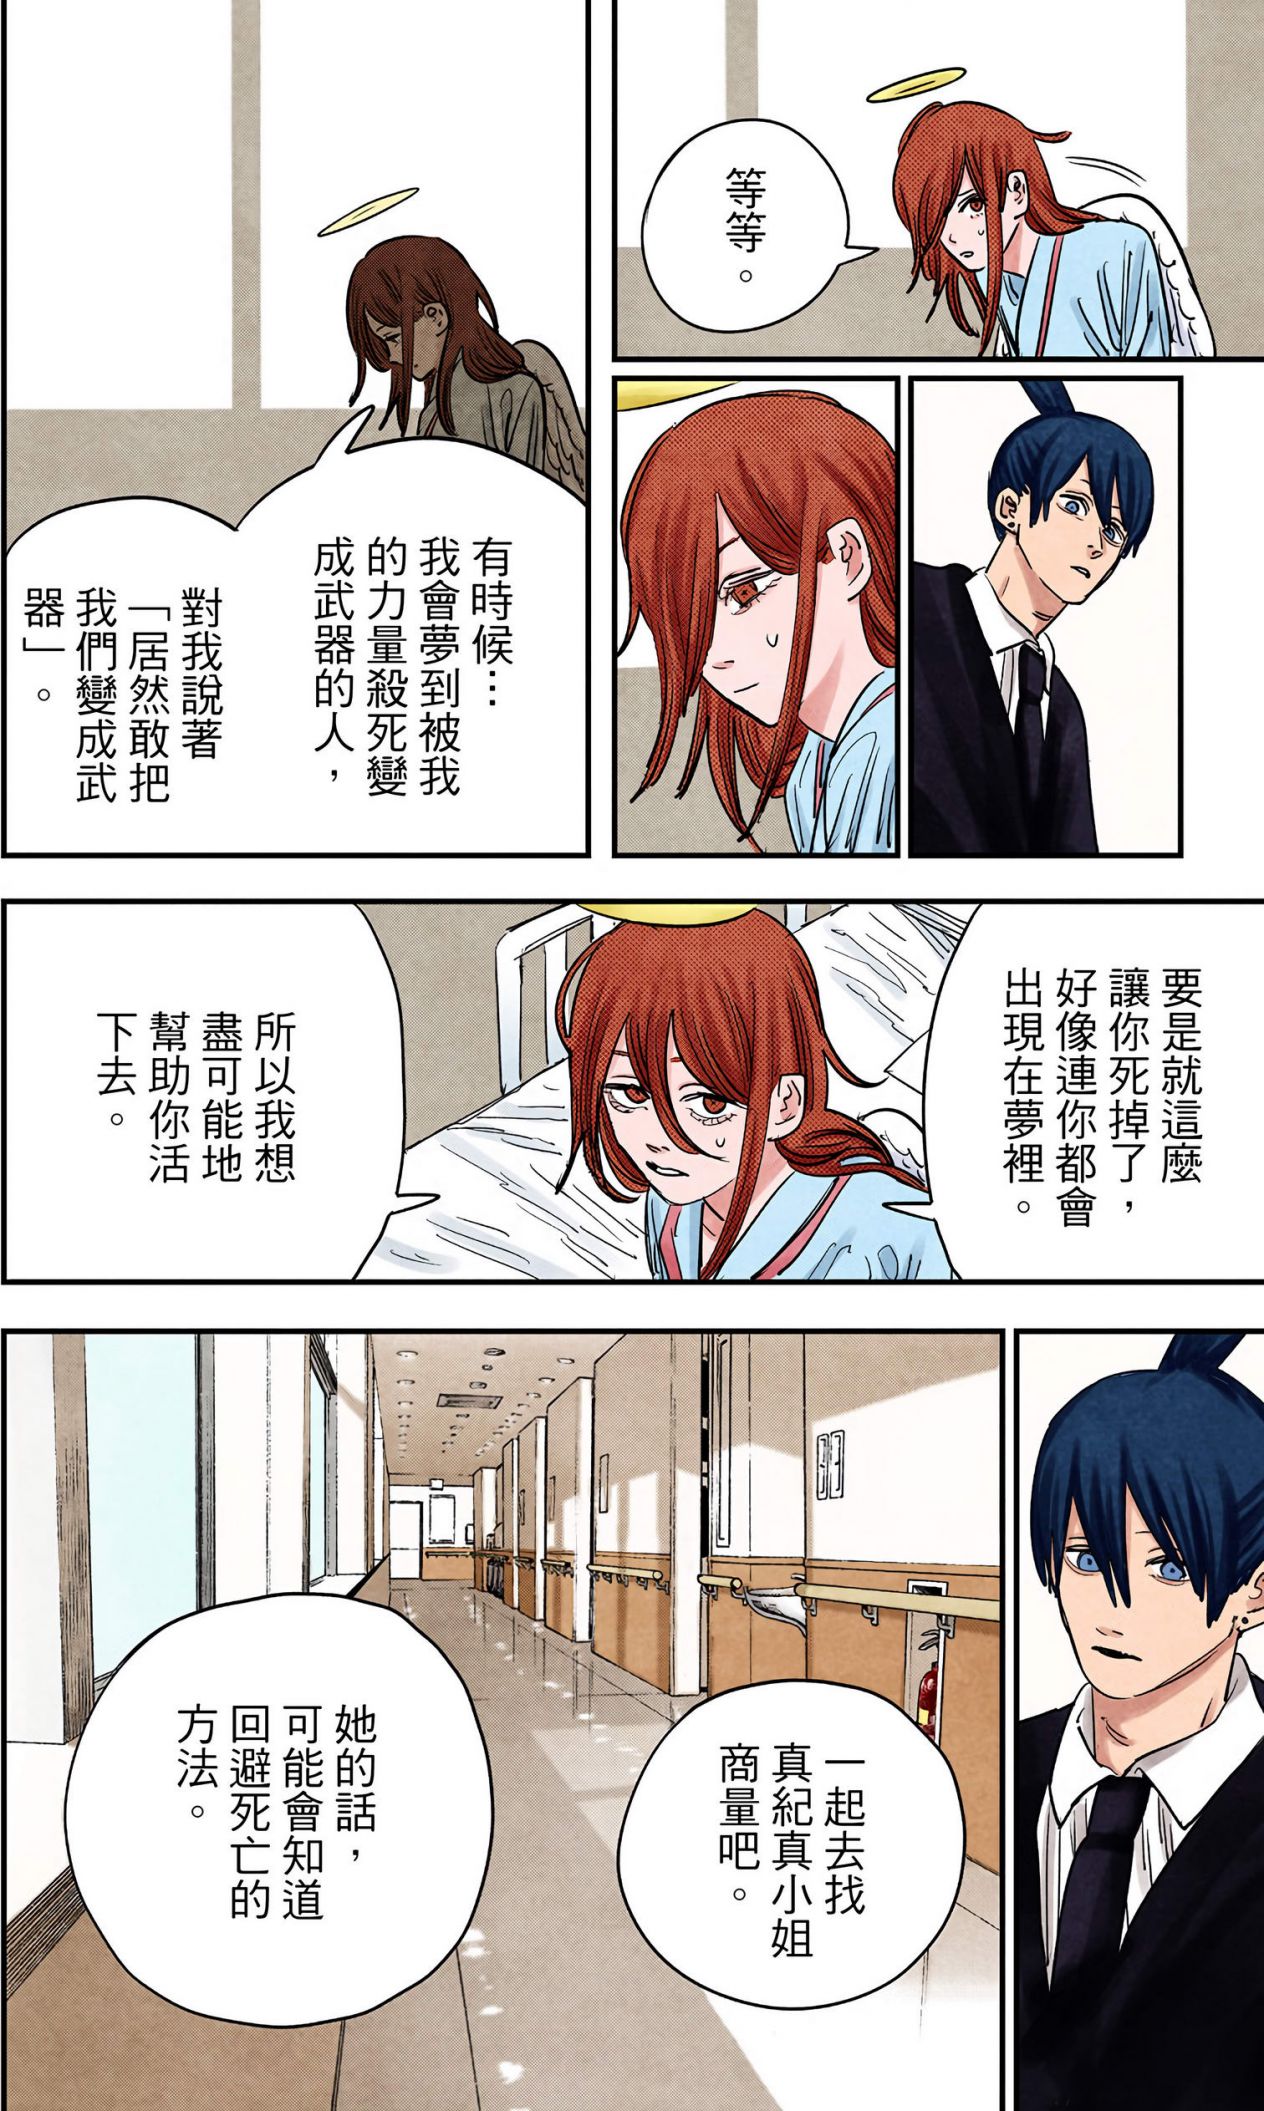 等等。
有時候…
我會夢到被我
的力量殺死變
成武器的人，
對我說著
「居然敢把
我們變成武
器」。
要是就這麼
讓你死掉了，
好像連你都會
出現在夢裡。
所以我想
盡可能地
幫助你活
下去。
一起去找
真紀真小姐
商量吧。
她的話，
可能會知道
回避死亡的
方法。